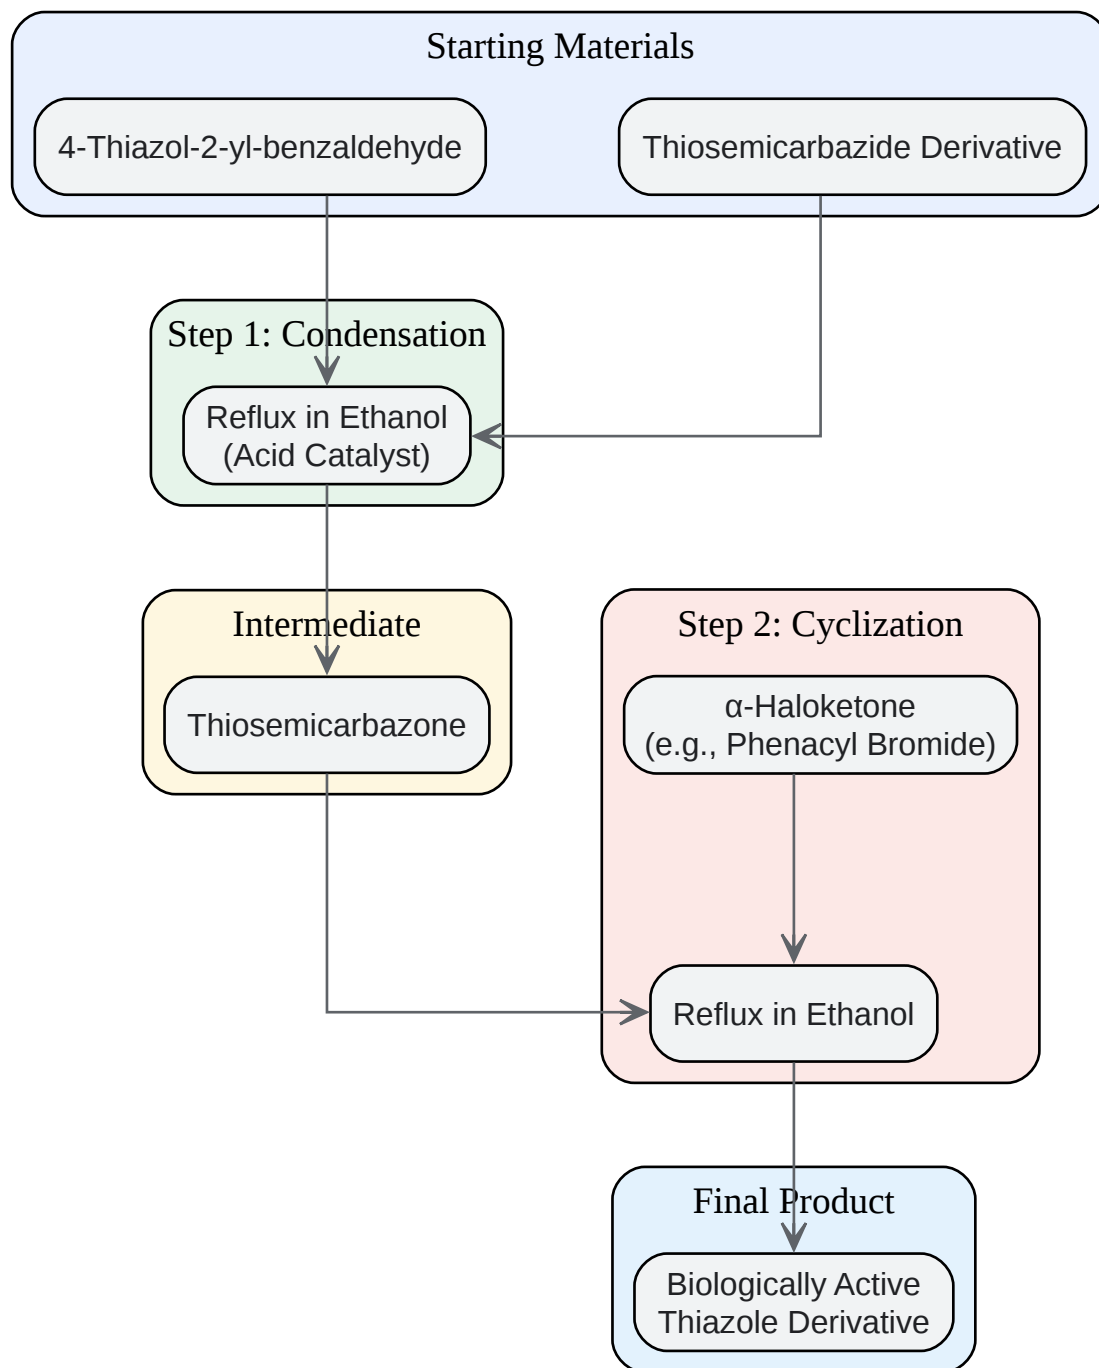 Starting Materials
4-Thiazol-2-yl-benzaldehyde
Thiosemicarbazide Derivative
Step 1: Condensation
Reflux in Ethanol
(Acid Catalyst)
Intermediate
Thiosemicarbazone
Step 2: Cyclization
α-Haloketone
(e.g., Phenacyl Bromide)
Reflux in Ethanol
Final Product
Biologically Active
Thiazole Derivative